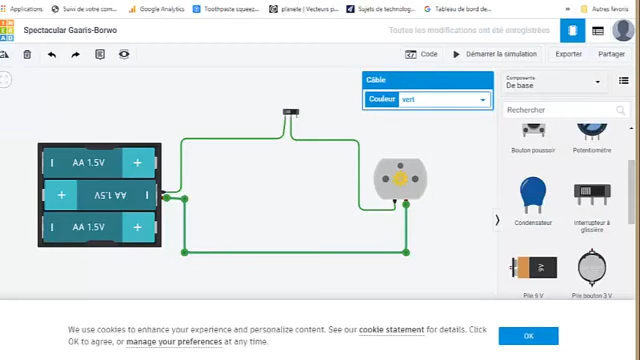 Applications
Suivi de votre com...
Google Analytics
Toothpaste squeez...
planete | Vecteurs p...
Sujets de technolog...
Tableau de bord de...
»
Autres favoris
TIN
KER
CAD
Spectacular Gaaris-Borwo
Toutes les modifications ont été enregistrées
Code
Démarrer la simulation
Exporter
Partager
Câble
Couleur
vert
Composants
De base
Rechercher
AA 1.5V
AA 1.5V
AA 1.5V
Bouton poussoir
Potentiomètre
Condensateur
Interrupteur à
glissière
9V
Pile 9 V
Pile bouton 3 V
We use cookies to enhance your experience and personalize content. See our cookie statement for details. Click
OK to agree, or manage your preferences at any time.
OK